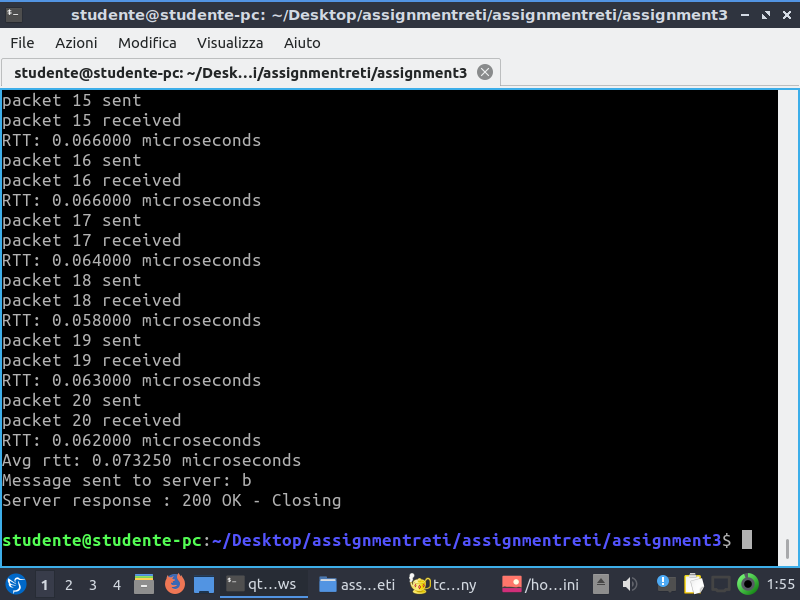 studente@studente-pc: ~/Desktop/assignmentreti/assignmentreti/assignment3
File Azioni Modifica Visualizza Aiuto
studente@studente-pc: ~/Desk...i/assignmentreti/assignment3
packet 15 sent
packet 15 received
RTT: 0.066000 microseconds
packet 16 sent
packet 16 received
RTT: 0.066000 microseconds
packet 17 sent
packet 17 received
RTT: 0.064000 microseconds
packet 18 sent
packet 18 received
RTT: 0.058000 microseconds
packet 19 sent
packet 19 received
RTT: 0.063000 microseconds
packet 20 sent
packet 20 received
RTT: 0.062000 microseconds
Avg rtt: 0.073250 microseconds
Message sent to server: b
Server response : 200 OK - Closing
studente@studente-pc:~/Desktop/assignmentreti/assignmentreti/assignment3$
1 2 3 4 qt...ws ass...eti tc...ny /ho...ini 1:55